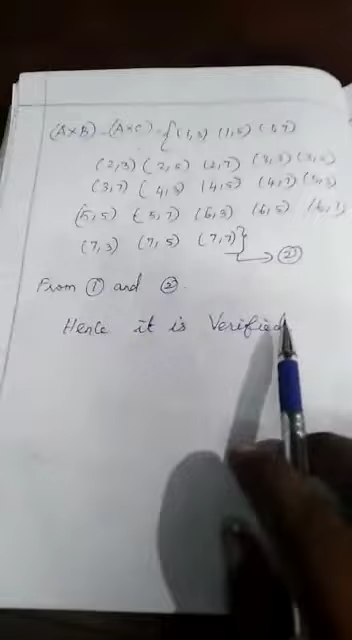 (A×B) - (A×C) = { (1,3) (1,5) (1,7)
(2,3) (2,5) (2,7) (3,3) (3,5)
(3,7) (4,3) (4,5) (4,7) (5,3)
(5,5) (5,7) (6,3) (6,5) (6,7)
(7,3) (7,5) (7,7)}
→ ②
From ① and ②.
Hence it is Verified